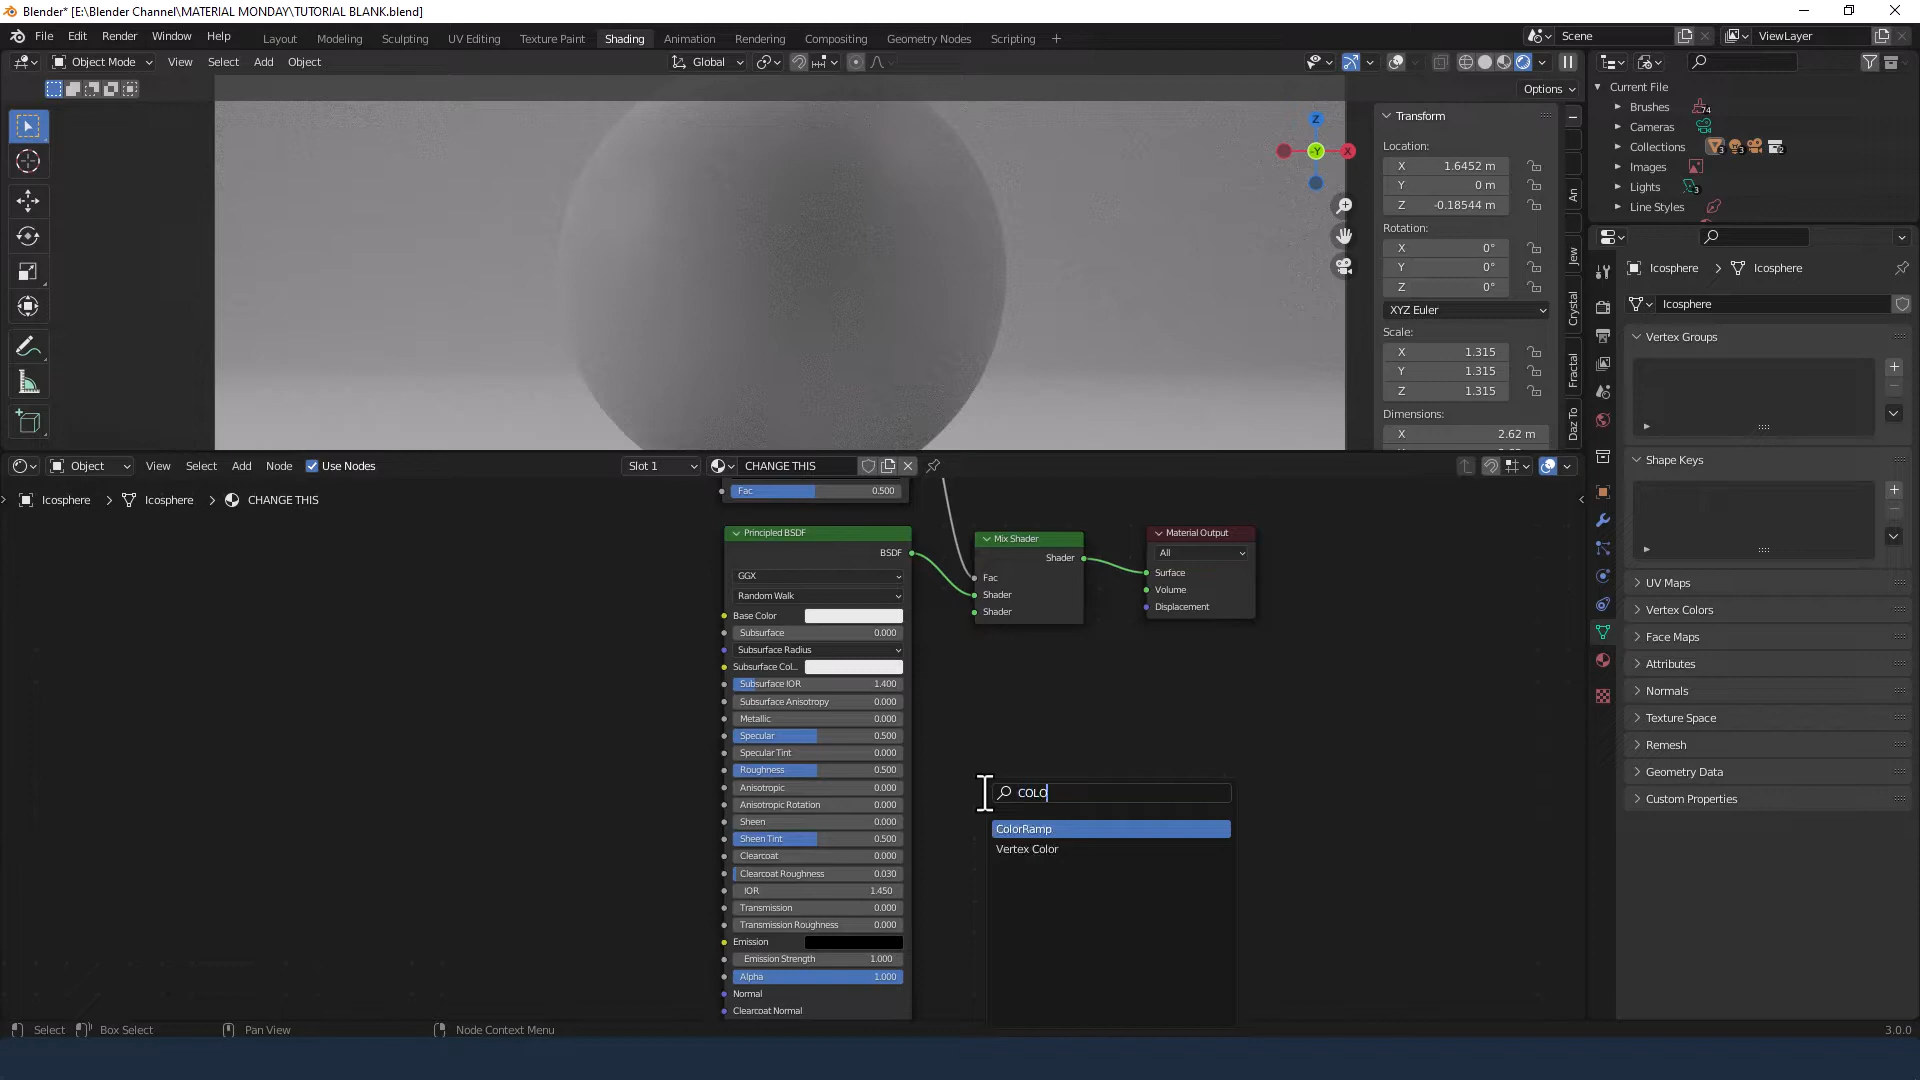 Blender* [E:\Blender Channel\MATERIAL MONDAY\TUTORIAL BLANK.blend]
File Edit Render Window Help
Layout Modeling Sculpting UV Editing Texture Paint Shading Animation Rendering Compositing Geometry Nodes Scripting +
Scene
ViewLayer
Object Mode View Select Add Object
Global
Options
Z
-Y
X
Transform
Location:
X 1.6452 m
Y 0 m
Z -0.18544 m
Rotation:
X 0°
Y 0°
Z 0°
XYZ Euler
Scale:
X 1.315
Y 1.315
Z 1.315
Dimensions:
X 2.62 m
An
Jew
Crystal
Fractal
Daz To
Current File
Brushes 74
Cameras
Collections 3 3 2
Images
Lights 3
Line Styles
Icosphere > Icosphere
Icosphere
Vertex Groups
Shape Keys
UV Maps
Vertex Colors
Face Maps
Attributes
Normals
Texture Space
Remesh
Geometry Data
Custom Properties
Object View Select Add Node Use Nodes
Slot 1
CHANGE THIS
Icosphere > Icosphere > CHANGE THIS
Fac 0.500
Principled BSDF
BSDF
GGX
Random Walk
Base Color
Subsurface 0.000
Subsurface Radius
Subsurface Col...
Subsurface IOR 1.400
Subsurface Anisotropy 0.000
Metallic 0.000
Specular 0.500
Specular Tint 0.000
Roughness 0.500
Anisotropic 0.000
Anisotropic Rotation 0.000
Sheen 0.000
Sheen Tint 0.500
Clearcoat 0.000
Clearcoat Roughness 0.030
IOR 1.450
Transmission 0.000
Transmission Roughness 0.000
Emission
Emission Strength 1.000
Alpha 1.000
Normal
Clearcoat Normal
Mix Shader
Shader
Fac
Shader
Shader
Material Output
All
Surface
Volume
Displacement
COLO
ColorRamp
Vertex Color
Select Box Select Pan View Node Context Menu
3.0.0